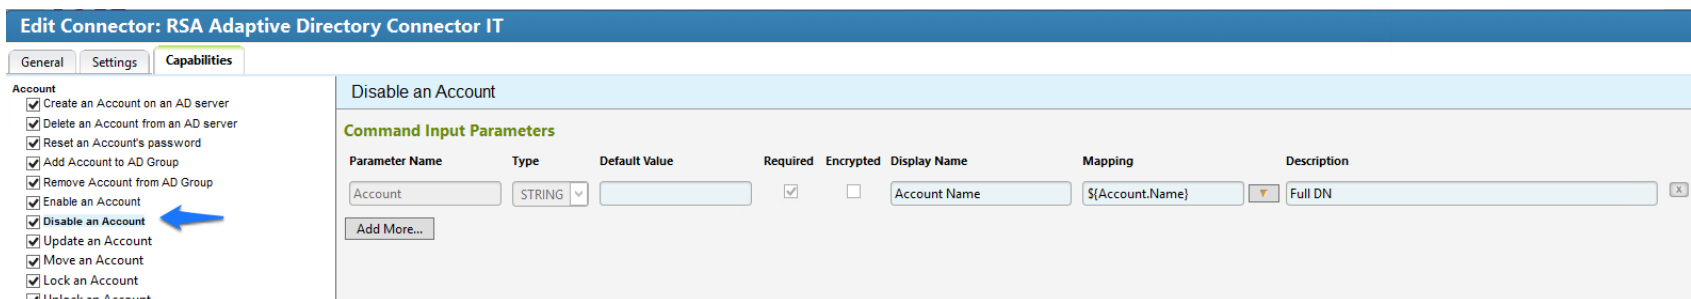 Edit Connector: RSA Adaptive Directory Connector IT
General Settings Capabilities
Account
Create an Account on an AD server
Delete an Account from an AD server
Reset an Account's password
Add Account to AD Group
Remove Account from AD Group
Enable an Account
Disable an Account
Update an Account
Move an Account
Lock an Account
Unlock an Account
Disable an Account
Command Input Parameters
Parameter Name Type Default Value Required Encrypted Display Name Mapping Description
Account STRING Account Name ${Account.Name} Full DN x
Add More...